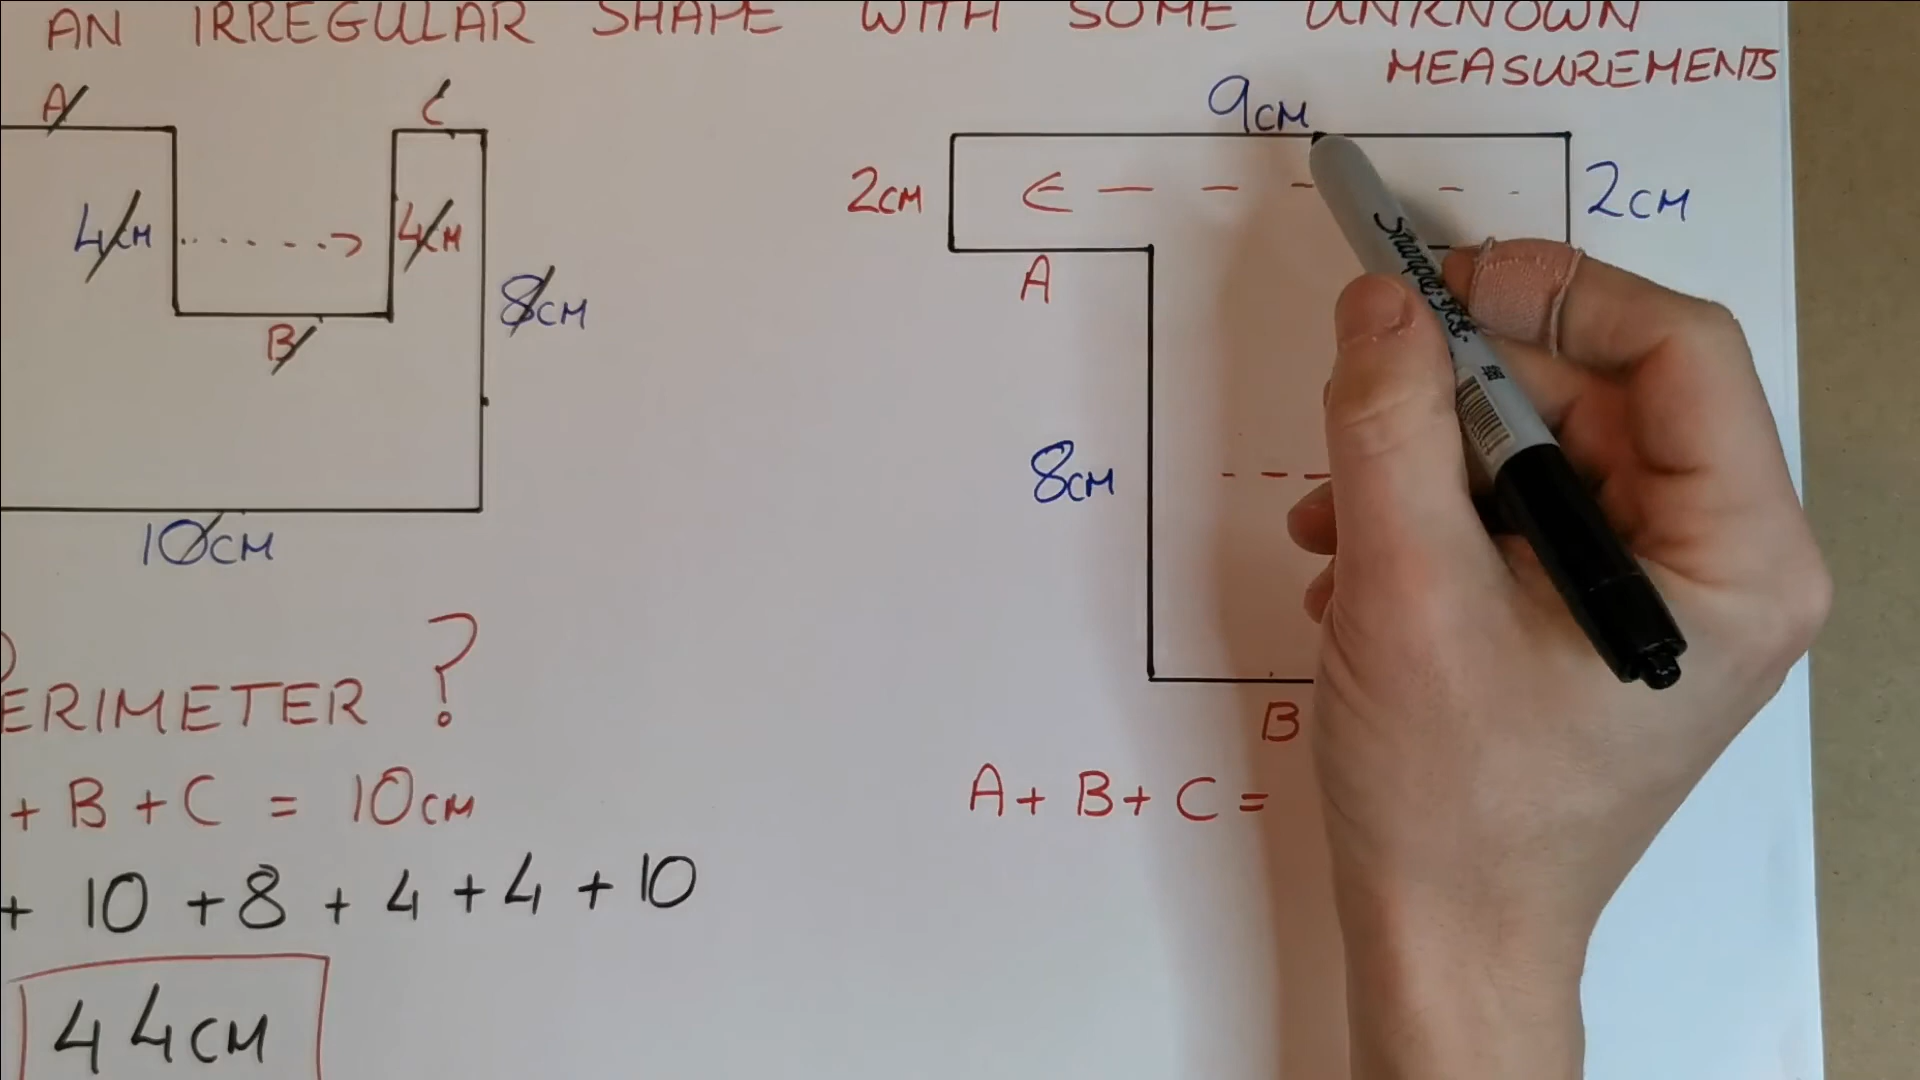 AN IRREGULAR SHAPE WITH SOME UNKNOWN
MEASUREMENTS
A
C
4cm
4cm
B
8cm
10cm
9cm
2cm
2cm
A
8cm
B
Sharpie
ERIMETER ?
+ B + C = 10cm
+ 10 + 8 + 4 + 4 + 10
44cm
A + B + C =